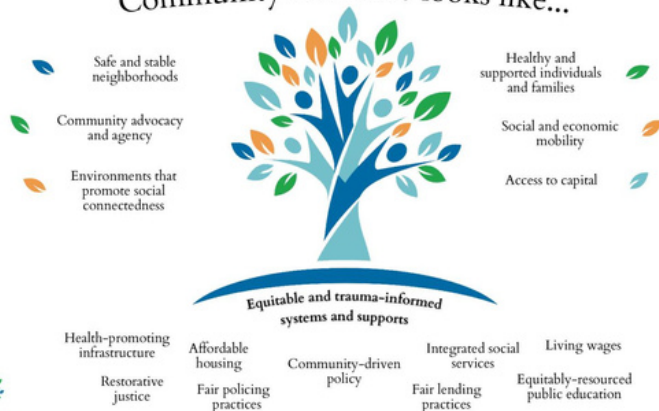 Community
looks like...
Safe and stable
neighborhoods
Community advocacy
and agency
Environments that
promote social
connectedness
Healthy and
supported individuals
and families
Social and economic
mobility
Access to capital
Equitable and trauma-informed
systems and supports
Health-promoting
infrastructure
Affordable
housing
Community-driven
policy
Integrated social
services
Living wages
Restorative
justice
Fair policing
practices
Fair lending
practices
Equitably-resourced
public education